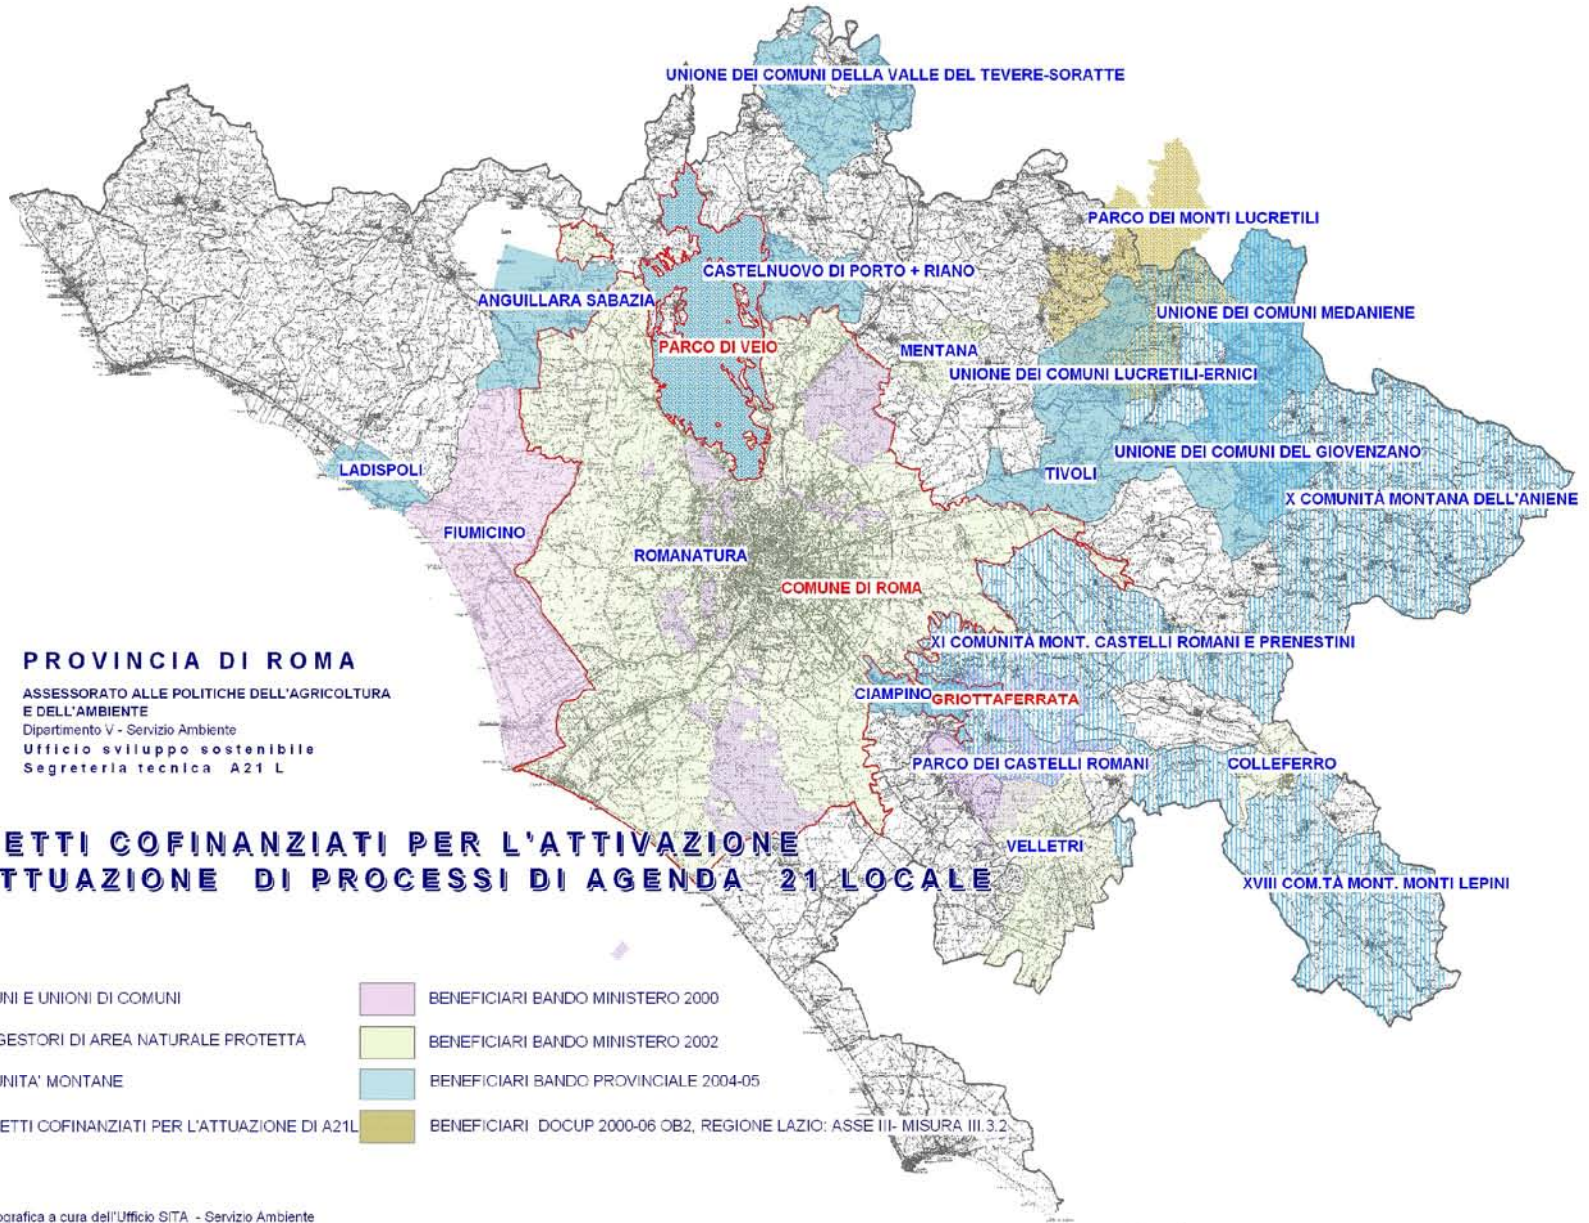 UNIONE DEI COMUNI DELLA VALLE DEL TEVERE-SORATTE
PARCO DEI MONTI LUCRETILI
CASTELNUOVO DI PORTO + RIANO
ANGUILLARA SABAZIA
UNIONE DEI COMUNI MEDANIENE
PARCO DI VEIO
MENTANA
UNIONE DEI COMUNI LUCRETILI-ERNICI
UNIONE DEI COMUNI DEL GIOVENZANO
LADISPOLI
TIVOLI
X COMUNITÀ MONTANA DELL'ANIENE
FIUMICINO
ROMANATURA
COMUNE DI ROMA
XI COMUNITÀ MONT. CASTELLI ROMANI E PRENESTINI
CIAMPINO
GRIOTTAFERRATA
PARCO DEI CASTELLI ROMANI
COLLEFERRO
VELLETRI
XVIII COM.TÀ MONT. MONTI LEPINI
PROVINCIA DI ROMA
ASSESSORATO ALLE POLITICHE DELL'AGRICOLTURA
E DELL'AMBIENTE
Dipartimento V - Servizio Ambiente
Ufficio sviluppo sostenibile
Segreteria tecnica A21 L
ETTI COFINANZIATI PER L'ATTIVAZIONE
TTUAZIONE DI PROCESSI DI AGENDA 21 LOCALE
UNI E UNIONI DI COMUNI
GESTORI DI AREA NATURALE PROTETTA
UNITA' MONTANE
ETTI COFINANZIATI PER L'ATTUAZIONE DI A21L
BENEFICIARI BANDO MINISTERO 2000
BENEFICIARI BANDO MINISTERO 2002
BENEFICIARI BANDO PROVINCIALE 2004-05
BENEFICIARI DOCUP 2000-06 OB2, REGIONE LAZIO: ASSE III- MISURA III.3.2
ografica a cura dell'Ufficio SITA - Servizio Ambiente